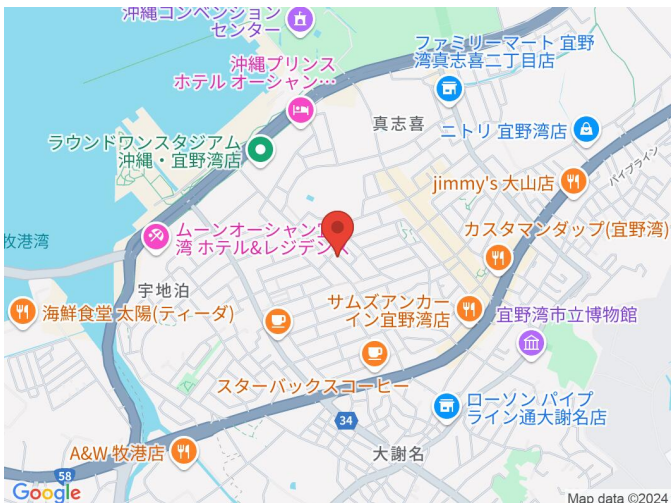 沖縄コンベンション
センター
ファミリーマート 宜野
湾真志喜二丁目店
沖縄プリンス
ホテル オーシャン…
真志喜
ニトリ 宜野湾店
ラウンドワンスタジアム
沖縄・宜野湾店
パイプライン
jimmy's 大山店
ムーンオーシャン宜
湾 ホテル&レジデンス
カスタマンダップ(宜野湾)
牧港湾
宇地泊
海鮮食堂 太陽(ティーダ)
サムズアンカー
イン宜野湾店
宜野湾市立博物館
スターバックスコーヒー
ローソン パイプ
ライン通大謝名店
34
A&W 牧港店
大謝名
58
Google
Map data ©2024